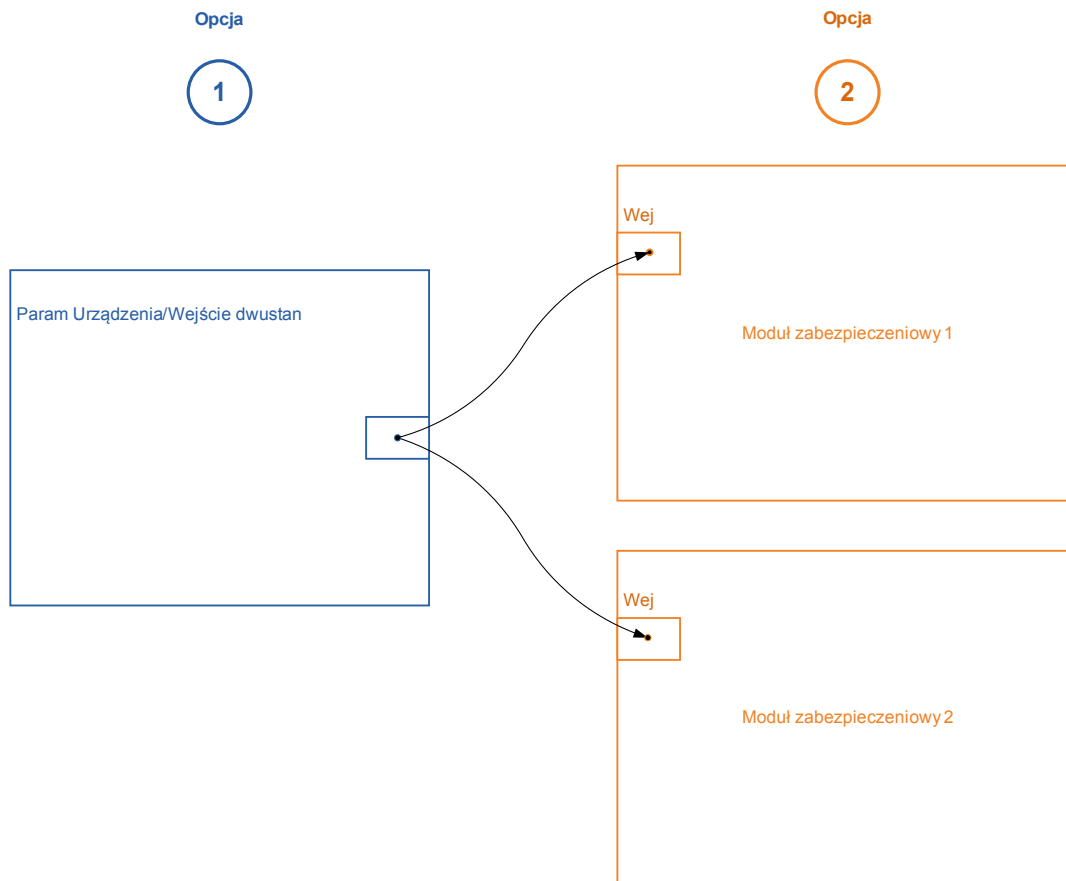 Opcja
1
Opcja
2
Param Urządzenia/Wejście dwustan
Wej
Moduł zabezpieczeniowy 1
Wej
Moduł zabezpieczeniowy 2